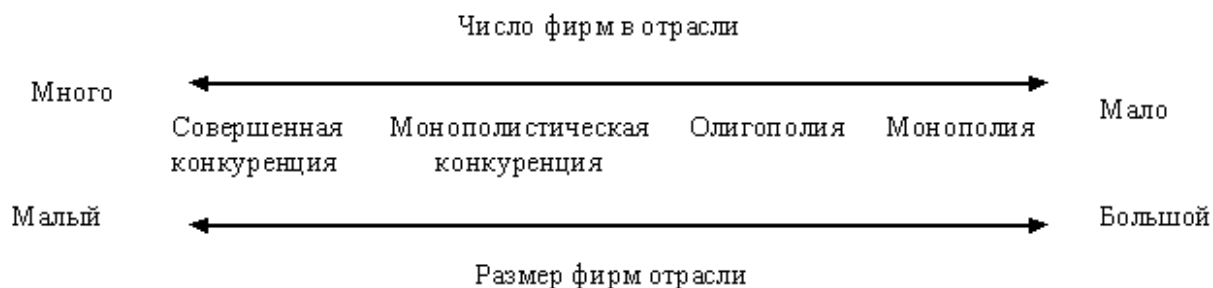 Число фирм в отрасли
Много
Мало
Совершенная конкуренция
Монополистическая конкуренция
Олигополия
Монополия
Малый
Большой
Размер фирм отрасли